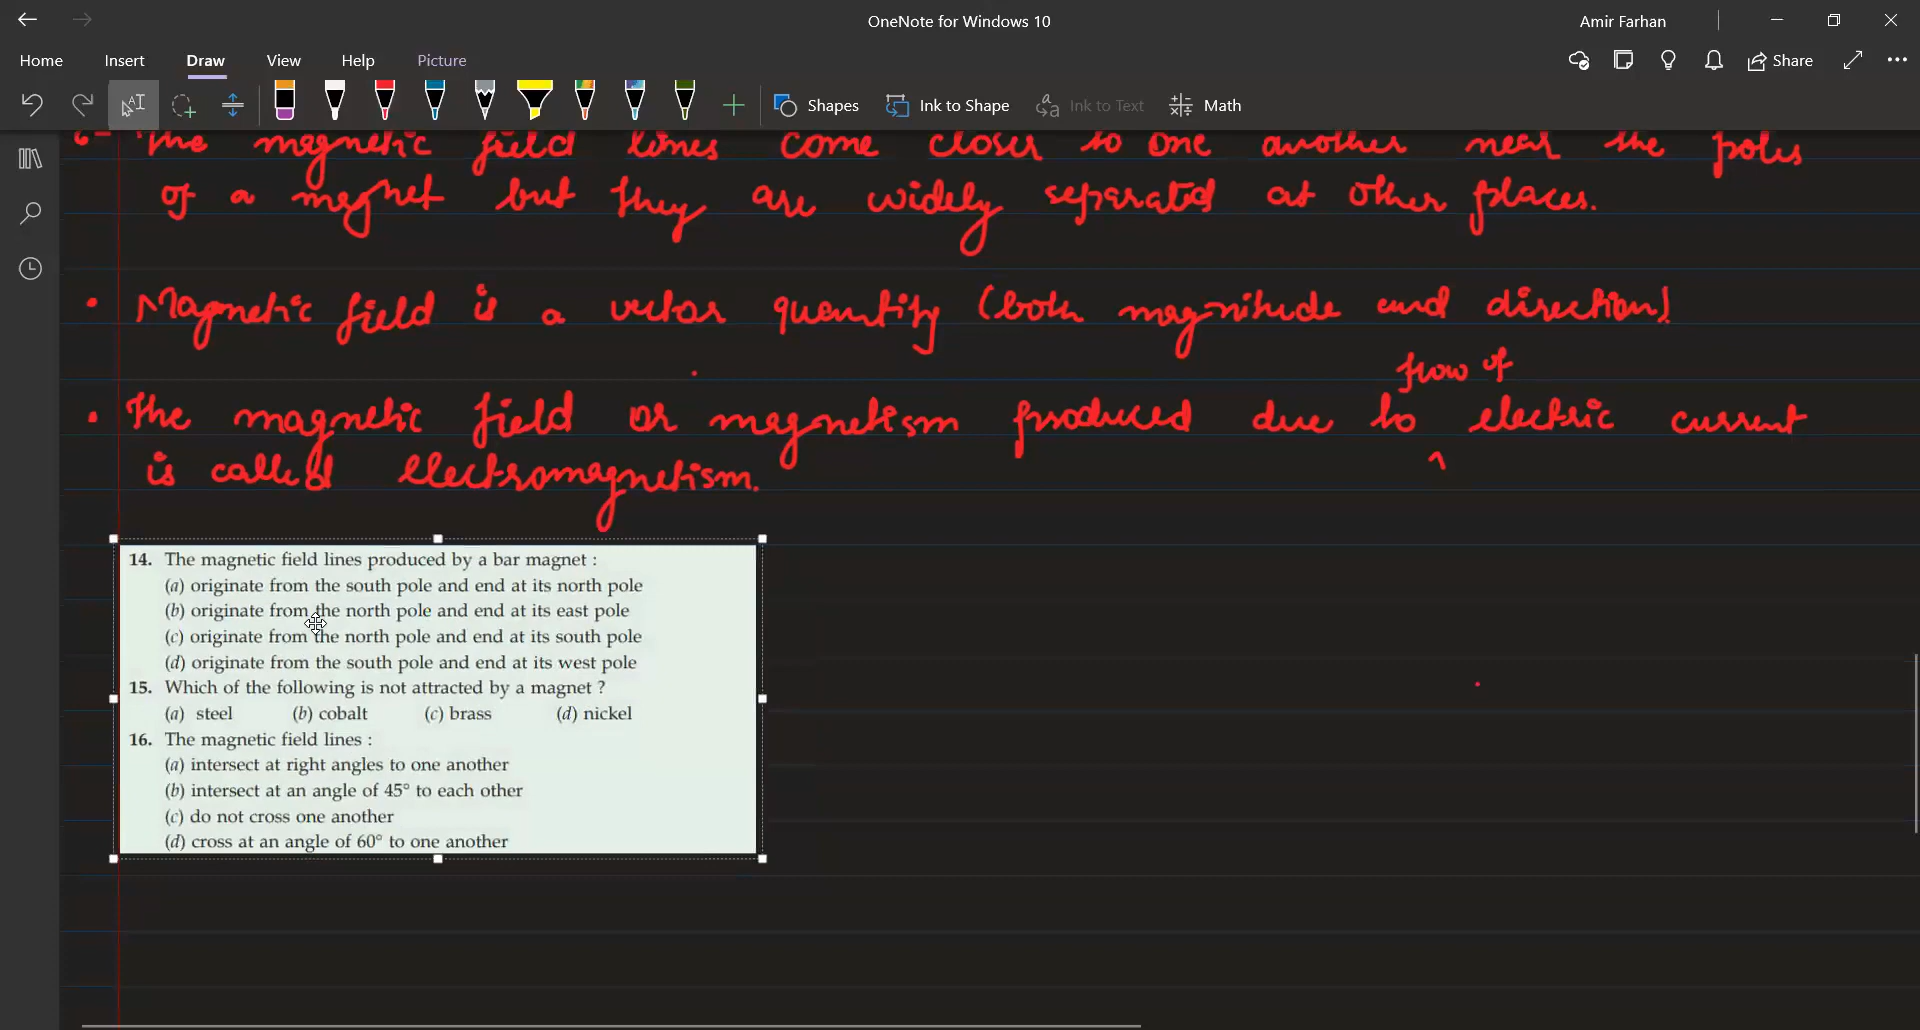 OneNote for Windows 10
Amir Farhan
Home Insert Draw View Help Picture
Share
Shapes Ink to Shape Ink to Text Math
6- The magnetic field lines come closer to one another near the poles
of a magnet but they are widely separated at other places.
• Magnetic field is a vector quantity (both magnitude and direction).
flow of
• The magnetic field or magnetism produced due to ^ electric current
is called electromagnetism.
14. The magnetic field lines produced by a bar magnet :
(a) originate from the south pole and end at its north pole
(b) originate from the north pole and end at its east pole
(c) originate from the north pole and end at its south pole
(d) originate from the south pole and end at its west pole
15. Which of the following is not attracted by a magnet ?
(a) steel (b) cobalt (c) brass (d) nickel
16. The magnetic field lines :
(a) intersect at right angles to one another
(b) intersect at an angle of 45° to each other
(c) do not cross one another
(d) cross at an angle of 60° to one another